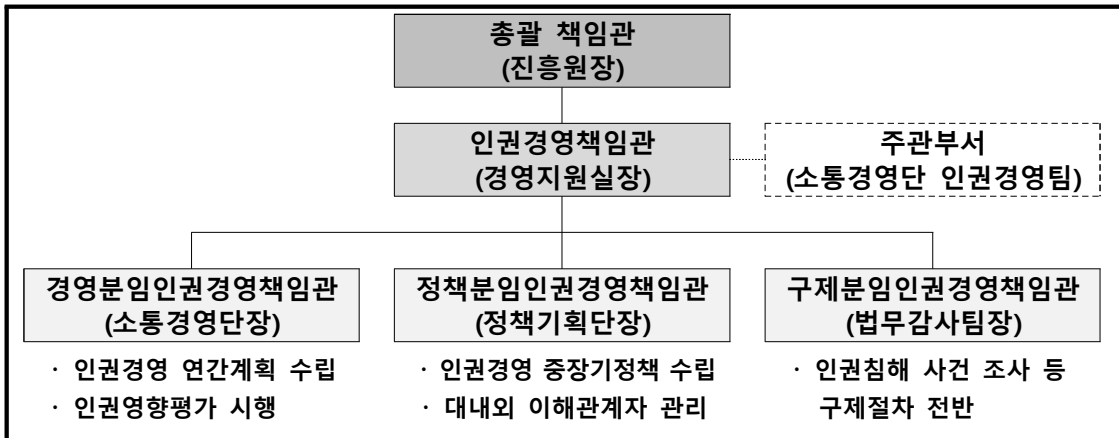 총괄 책임관
(진흥원장)
인권경영책임관
(경영지원실장)
주관부서
(소통경영단 인권경영팀)
경영분임인권경영책임관
(소통경영단장)
· 인권경영 연간계획 수립
· 인권영향평가 시행
정책분임인권경영책임관
(정책기획단장)
· 인권경영 중장기정책 수립
· 대내외 이해관계자 관리
구제분임인권경영책임관
(법무감사팀장)
· 인권침해 사건 조사 등
구제절차 전반